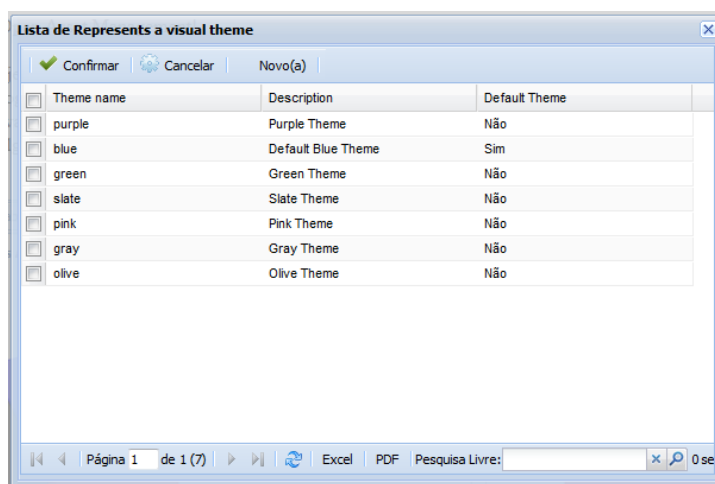 Lista de Represents a visual theme
Confirmar Cancelar Novo(a)
Theme name Description Default Theme
purple Purple Theme Não
blue Default Blue Theme Sim
green Green Theme Não
slate Slate Theme Não
pink Pink Theme Não
gray Gray Theme Não
olive Olive Theme Não
Página 1 de 1 (7) Excel PDF Pesquisa Livre: 0 se